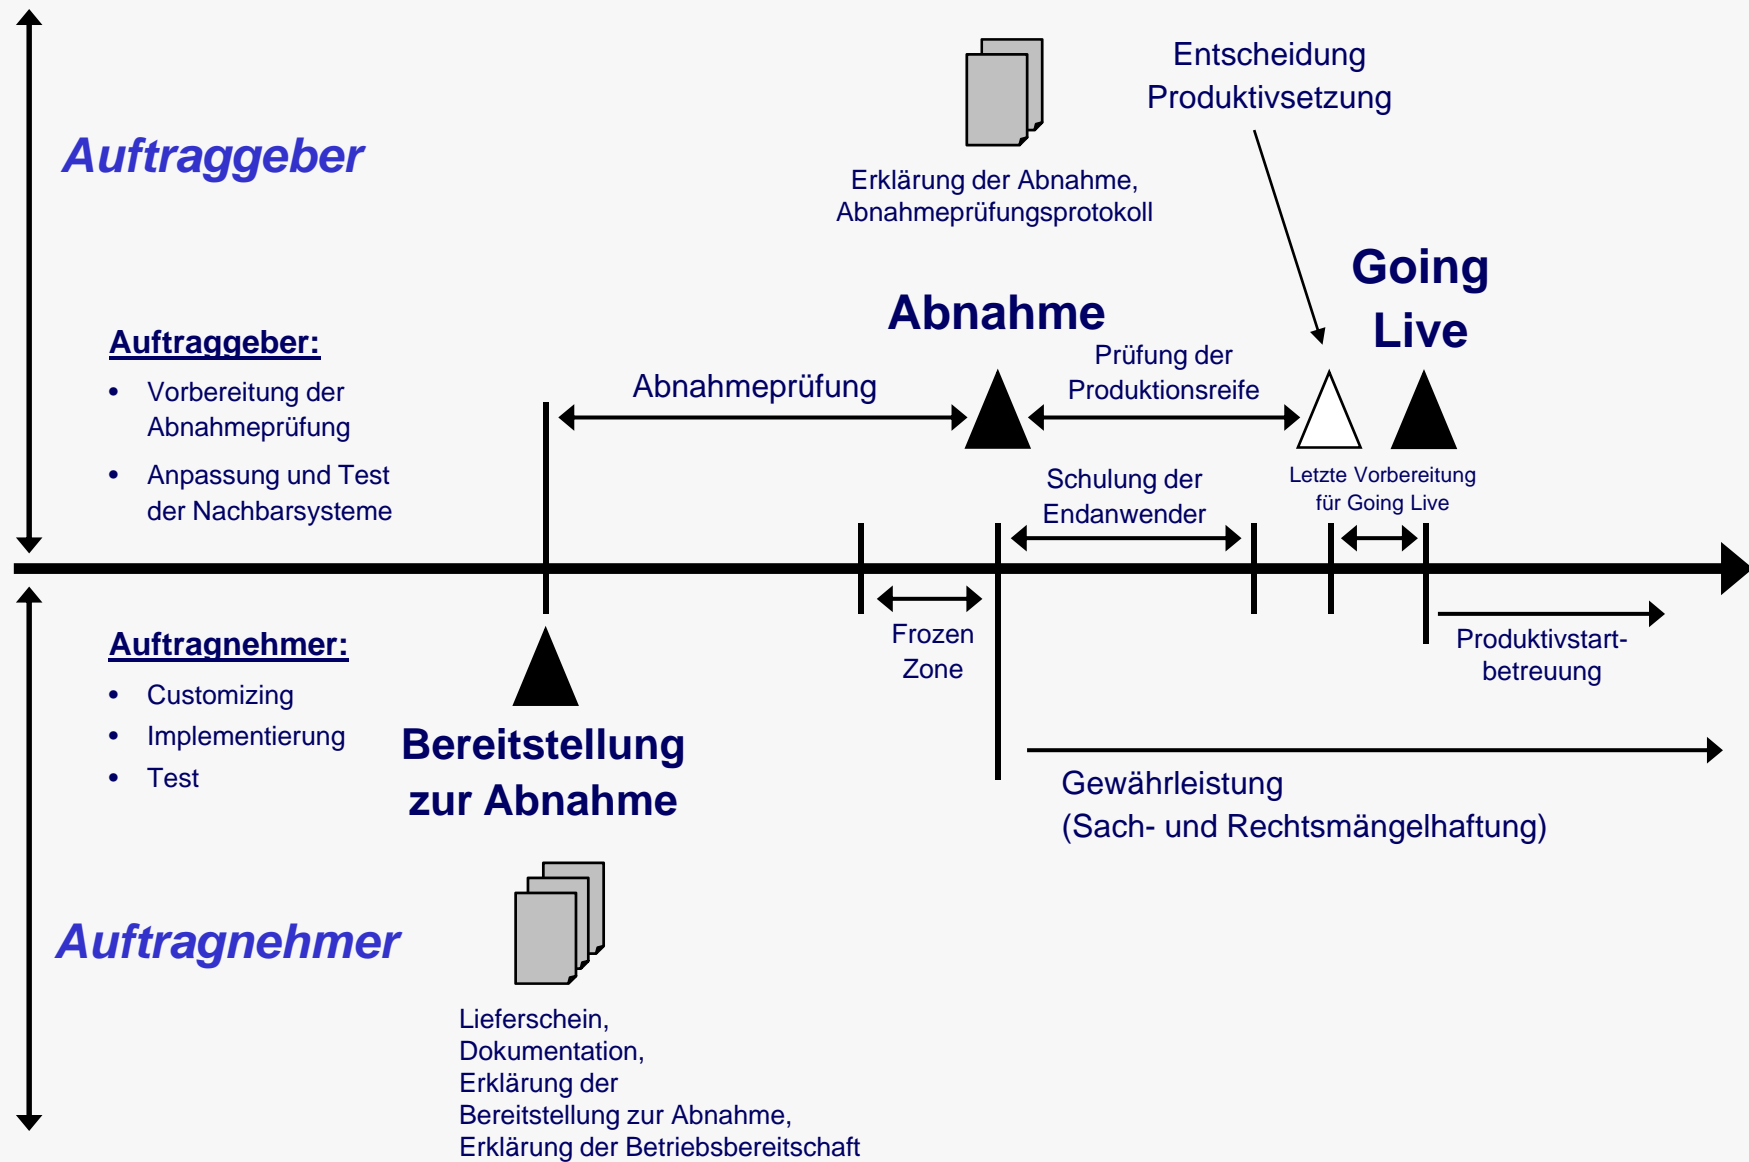 Entscheidung
Produktivsetzung
Auftraggeber
Erklärung der Abnahme,
Abnahmeprüfungsprotokoll
Going
Live
Abnahme
Auftraggeber:
• Vorbereitung der
Abnahmeprüfung
• Anpassung und Test
der Nachbarsysteme
Abnahmeprüfung
Prüfung der
Produktionsreife
Schulung der
Endanwender
Letzte Vorbereitung
für Going Live
Auftragnehmer:
• Customizing
• Implementierung
• Test
Frozen
Zone
Produktivstart-
betreuung
Bereitstellung
zur Abnahme
Gewährleistung
(Sach- und Rechtsmängelhaftung)
Auftragnehmer
Lieferschein,
Dokumentation,
Erklärung der
Bereitstellung zur Abnahme,
Erklärung der Betriebsbereitschaft